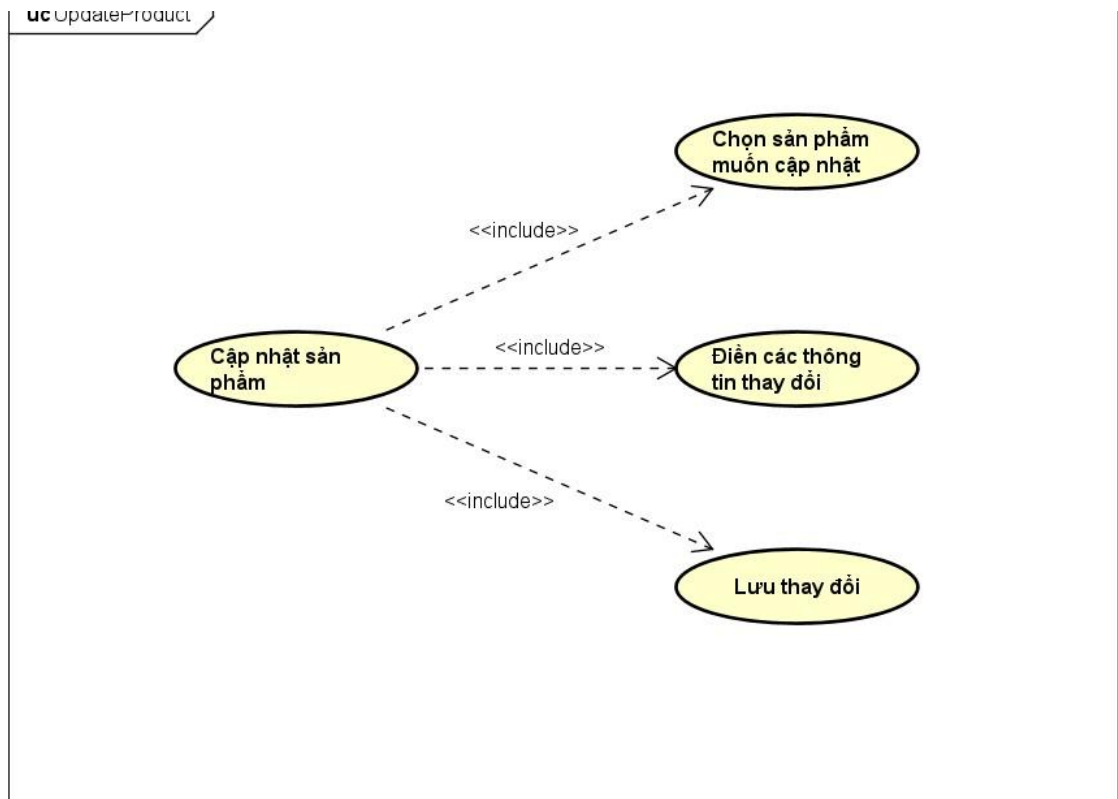 uc UpdateProduct
Chọn sản phẩm
muốn cập nhật
<<include>>
<<include>>
Cập nhật sản
phẩm
Điền các thông
tin thay đổi
<<include>>
Lưu thay đổi